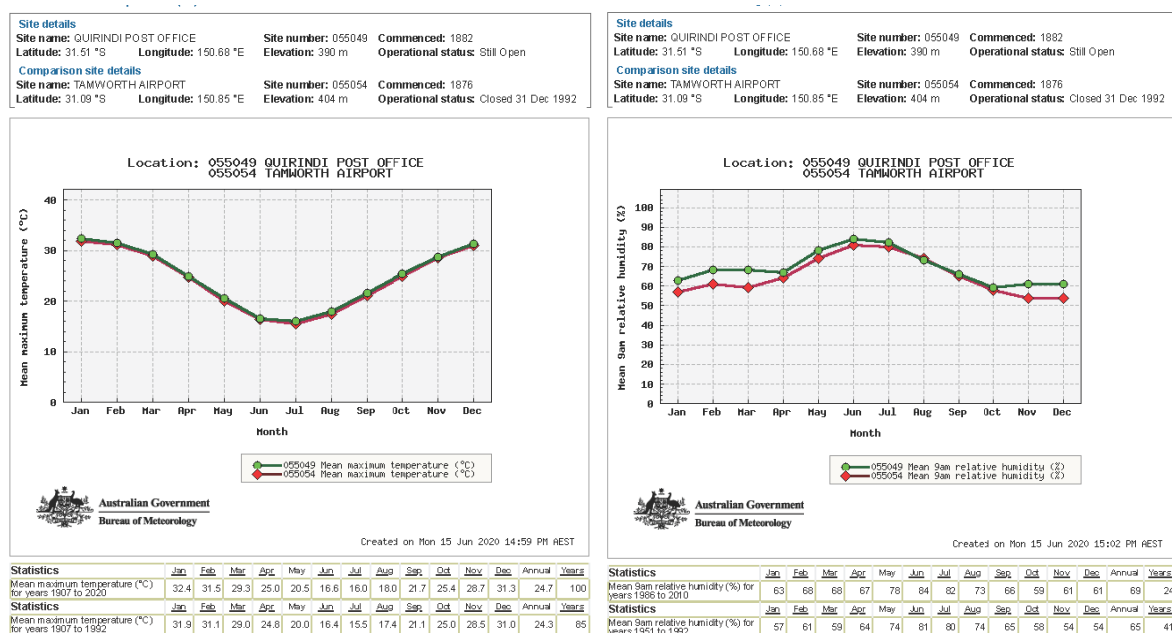 Site details
Site name: QUIRINDI POST OFFICE Site number: 055049 Commenced: 1882
Latitude: 31.51 °S Longitude: 150.68 °E Elevation: 390 m Operational status: Still Open
Comparison site details
Site name: TAMWORTH AIRPORT Site number: 055054 Commenced: 1876
Latitude: 31.09 °S Longitude: 150.85 °E Elevation: 404 m Operational status: Closed 31 Dec 1992
Location: 055049 QUIRINDI POST OFFICE
055054 TAMWORTH AIRPORT
Mean maximum temperature (°C)
40
30
20
10
0
Jan Feb Mar Apr May Jun Jul Aug Sep Oct Nov Dec
Month
055049 Mean maximum temperature (°C)
055054 Mean maximum temperature (°C)
Australian Government
Bureau of Meteorology
Created on Mon 15 Jun 2020 14:59 PM AEST
Statistics Jan Feb Mar Apr May Jun Jul Aug Sep Oct Nov Dec Annual Years
Mean maximum temperature (°C) for years 1907 to 2020 32.4 31.5 29.3 25.0 20.5 16.6 16.0 18.0 21.7 25.4 28.7 31.3 24.7 100
Statistics Jan Feb Mar Apr May Jun Jul Aug Sep Oct Nov Dec Annual Years
Mean maximum temperature (°C) for years 1907 to 1992 31.9 31.1 29.0 24.8 20.0 16.4 15.5 17.4 21.1 25.0 28.5 31.0 24.3 85
Site details
Site name: QUIRINDI POST OFFICE Site number: 055049 Commenced: 1882
Latitude: 31.51 °S Longitude: 150.68 °E Elevation: 390 m Operational status: Still Open
Comparison site details
Site name: TAMWORTH AIRPORT Site number: 055054 Commenced: 1876
Latitude: 31.09 °S Longitude: 150.85 °E Elevation: 404 m Operational status: Closed 31 Dec 1992
Location: 055049 QUIRINDI POST OFFICE
055054 TAMWORTH AIRPORT
Mean 9am relative humidity (%)
100
90
80
70
60
50
40
30
20
10
0
Jan Feb Mar Apr May Jun Jul Aug Sep Oct Nov Dec
Month
055049 Mean 9am relative humidity (%)
055054 Mean 9am relative humidity (%)
Australian Government
Bureau of Meteorology
Created on Mon 15 Jun 2020 15:02 PM AEST
Statistics Jan Feb Mar Apr May Jun Jul Aug Sep Oct Nov Dec Annual Years
Mean 9am relative humidity (%) for years 1986 to 2010 63 68 68 67 78 84 82 73 66 59 61 61 69 24
Statistics Jan Feb Mar Apr May Jun Jul Aug Sep Oct Nov Dec Annual Years
Mean 9am relative humidity (%) for years 1951 to 1992 57 61 59 64 74 81 80 74 65 58 54 54 65 41